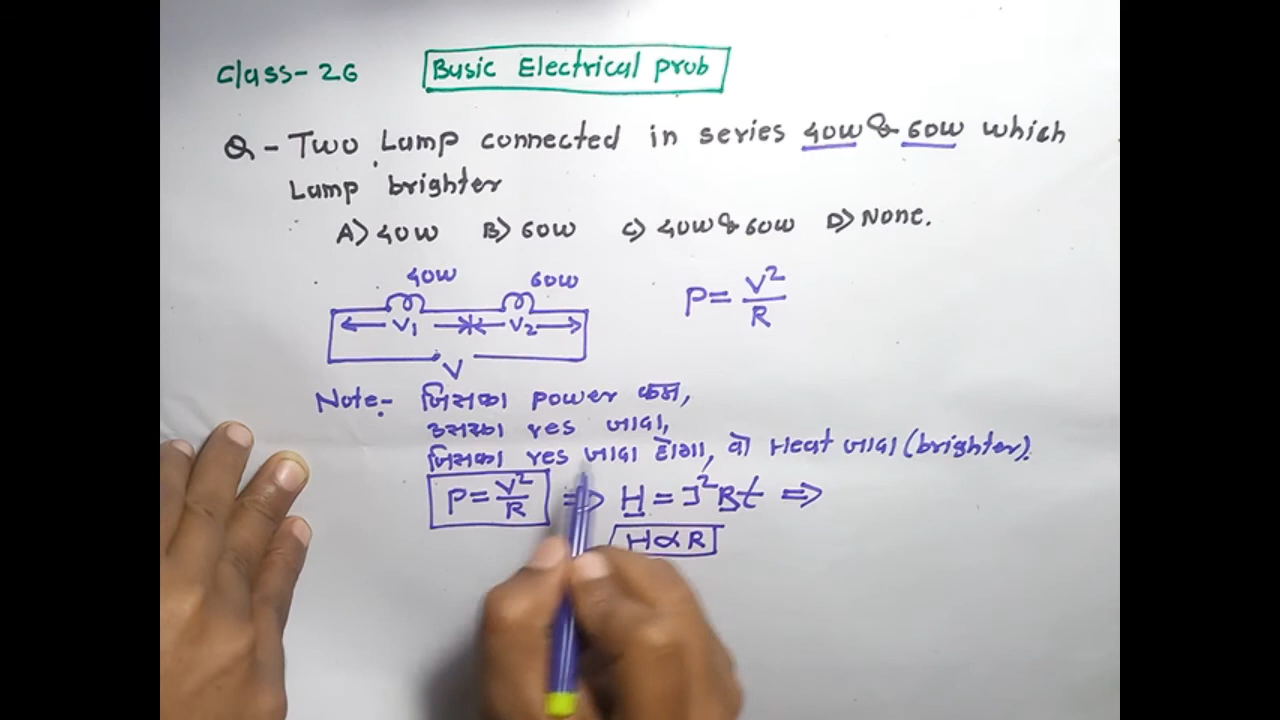 Class-26 Basic Electrical prob
Q- Two Lamp connected in series 40W & 60W which
Lamp brighter
A) 40W B) 60W C) 40W & 60W D) None.
40W 60W
P= V²/R
V1 V2
V
Note:- जिसका power कम,
उसका res जादा,
जिसका res जादा होगा, वो Heat जादा (brighter).
P= V²/R ⇒ H = I²Rt ⇒
H∝R